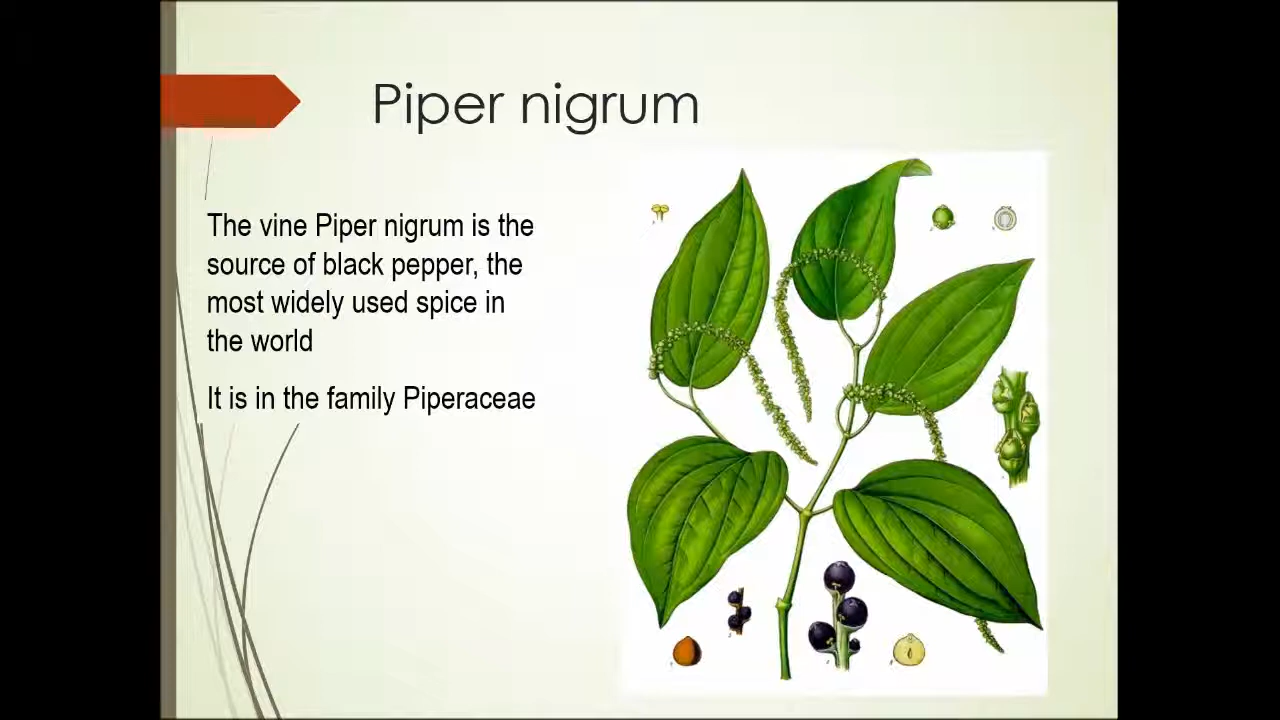 Piper nigrum
The vine Piper nigrum is the
source of black pepper, the
most widely used spice in
the world
It is in the family Piperaceae